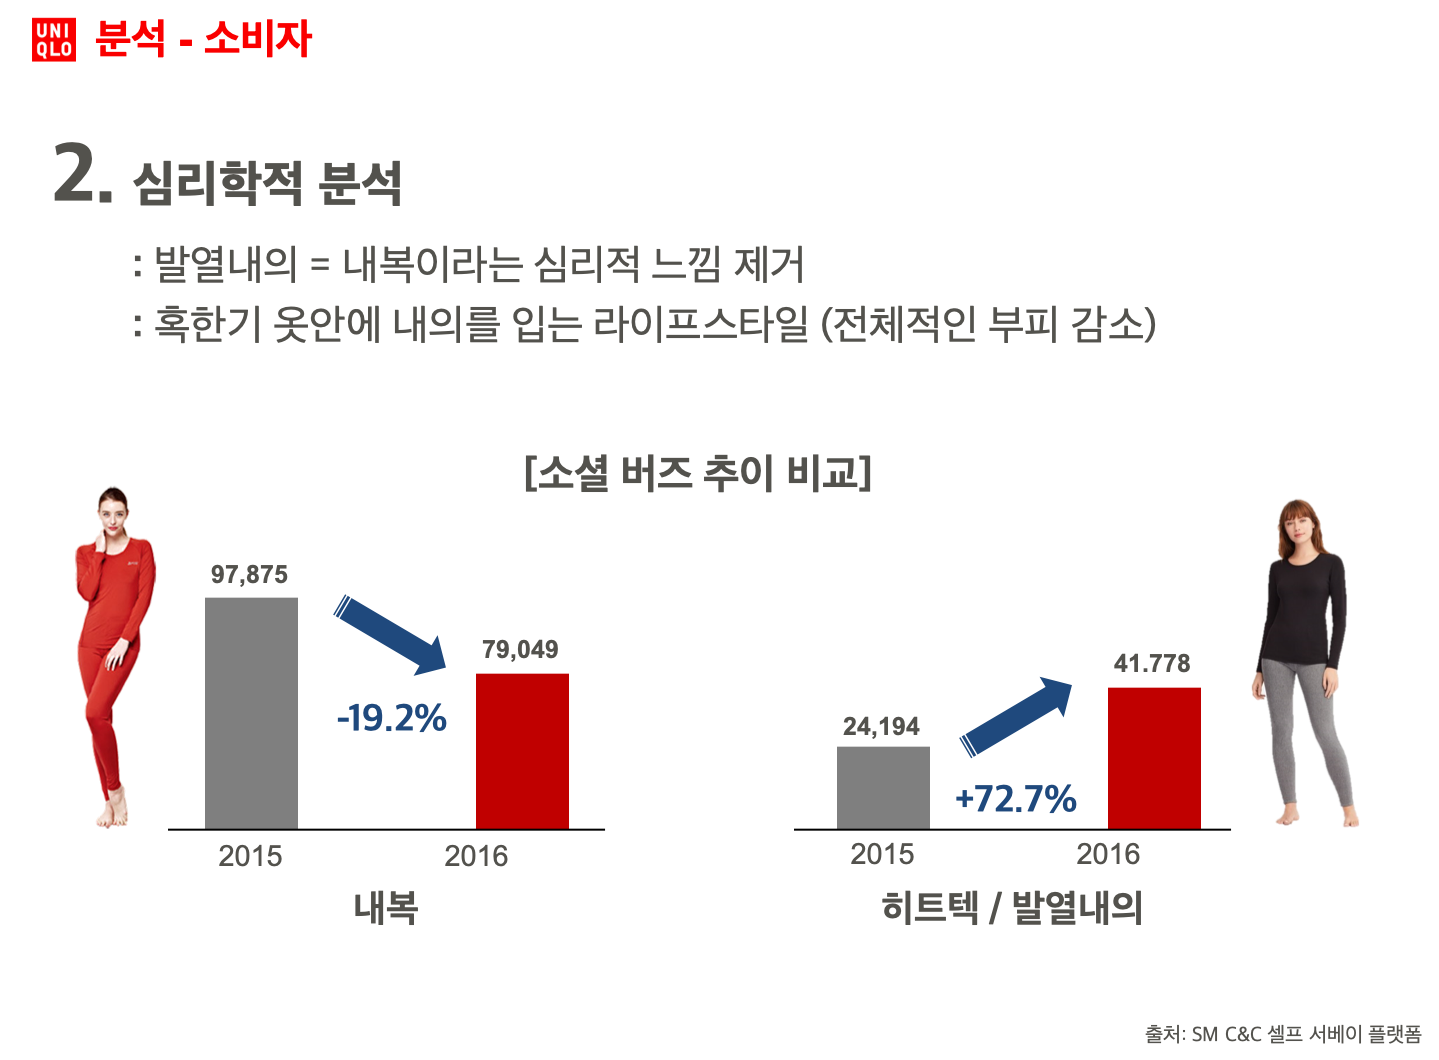 UNI
QLO
분석 - 소비자
2. 심리학적 분석
: 발열내의 = 내복이라는 심리적 느낌 제거
: 혹한기 옷안에 내의를 입는 라이프스타일 (전체적인 부피 감소)
[소셜 버즈 추이 비교]
97,875
79,049
-19.2%
2015
2016
내복
24,194
41.778
+72.7%
2015
2016
히트텍 / 발열내의
출처: SM C&C 셀프 서베이 플랫폼